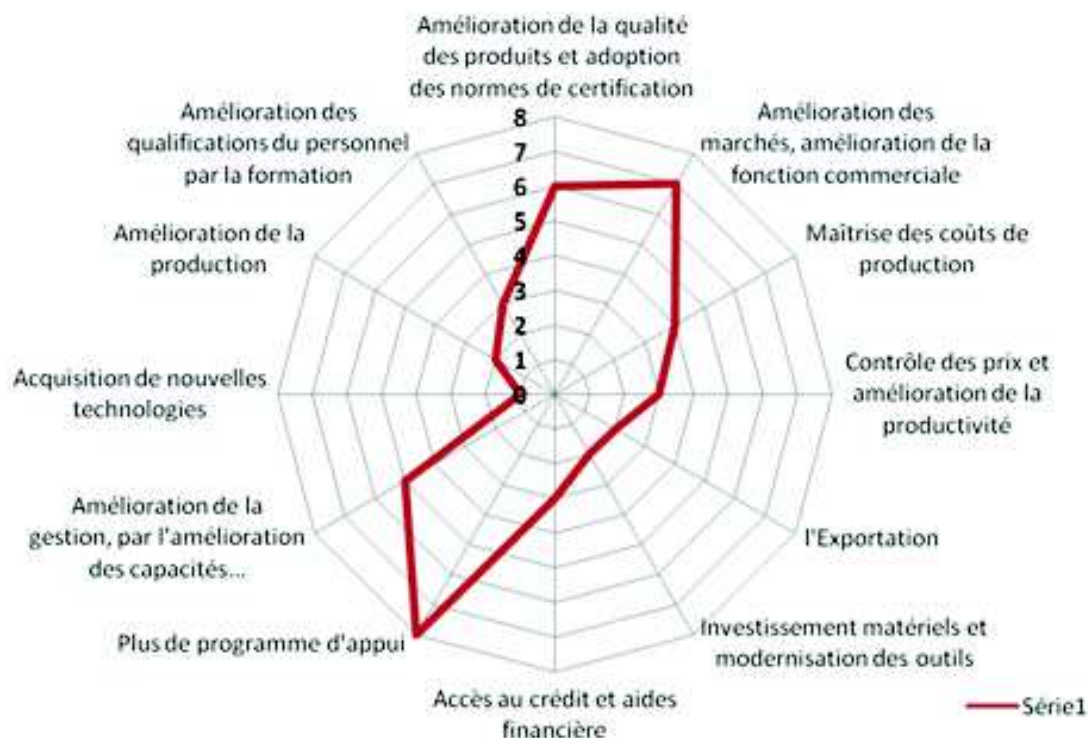 Amélioration de la qualité
des produits et adoption
des normes de certification
Amélioration des
marchés, amélioration de la
fonction commerciale
Maîtrise des coûts de
production
Contrôle des prix et
amélioration de la
productivité
l'Exportation
Investissement matériels et
modernisation des outils
Accès au crédit et aides
financière
Plus de programme d'appui
Amélioration de la
gestion, par l'amélioration
des capacités...
Acquisition de nouvelles
technologies
Amélioration de la
production
Amélioration des
qualifications du personnel
par la formation
8
7
6
5
4
3
2
1
0
Série1